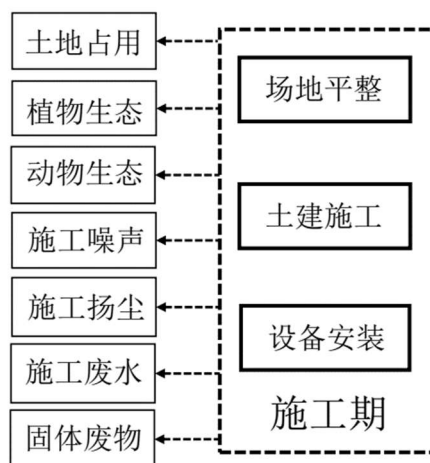 土地占用
植物生态
动物生态
施工噪声
施工扬尘
施工废水
固体废物
场地平整
土建施工
设备安装
施工期